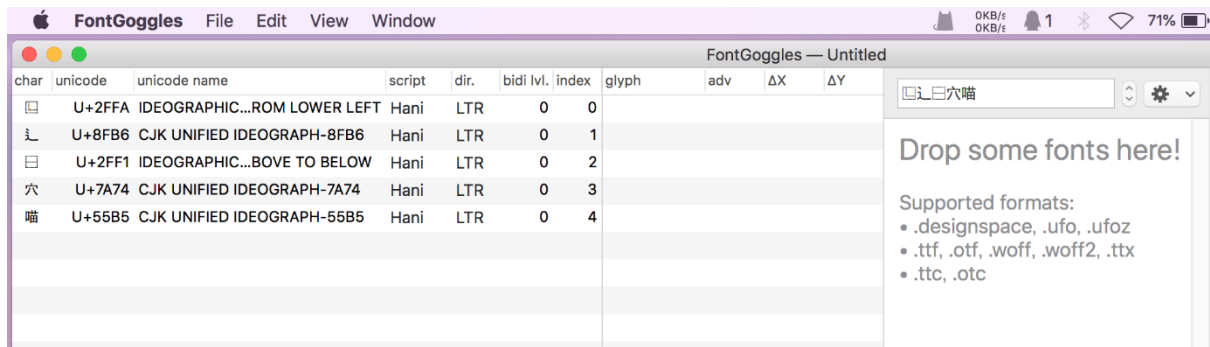 FontGoggles File Edit View Window 0KB/s 0KB/s 1 71%
FontGoggles — Untitled
char unicode unicode name script dir. bidi lvl. index glyph adv ΔX ΔY
⿺辶⿱穴喵
⿺ U+2FFA IDEOGRAPHIC...ROM LOWER LEFT Hani LTR 0 0
辶 U+8FB6 CJK UNIFIED IDEOGRAPH-8FB6 Hani LTR 0 1
⿱ U+2FF1 IDEOGRAPHIC...BOVE TO BELOW Hani LTR 0 2
穴 U+7A74 CJK UNIFIED IDEOGRAPH-7A74 Hani LTR 0 3
喵 U+55B5 CJK UNIFIED IDEOGRAPH-55B5 Hani LTR 0 4
Drop some fonts here!
Supported formats:
• .designspace, .ufo, .ufoz
• .ttf, .otf, .woff, .woff2, .ttx
• .ttc, .otc